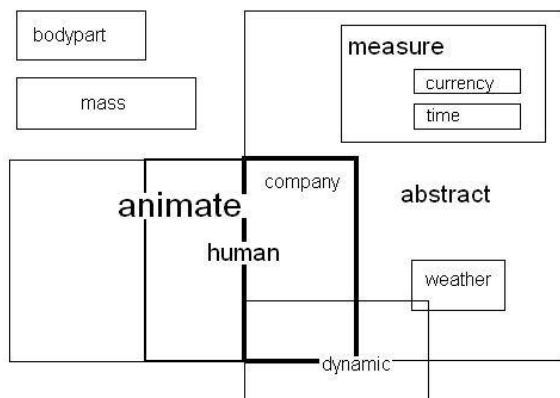 bodypart
measure
mass
currency
time
company
animate
abstract
human
weather
dynamic